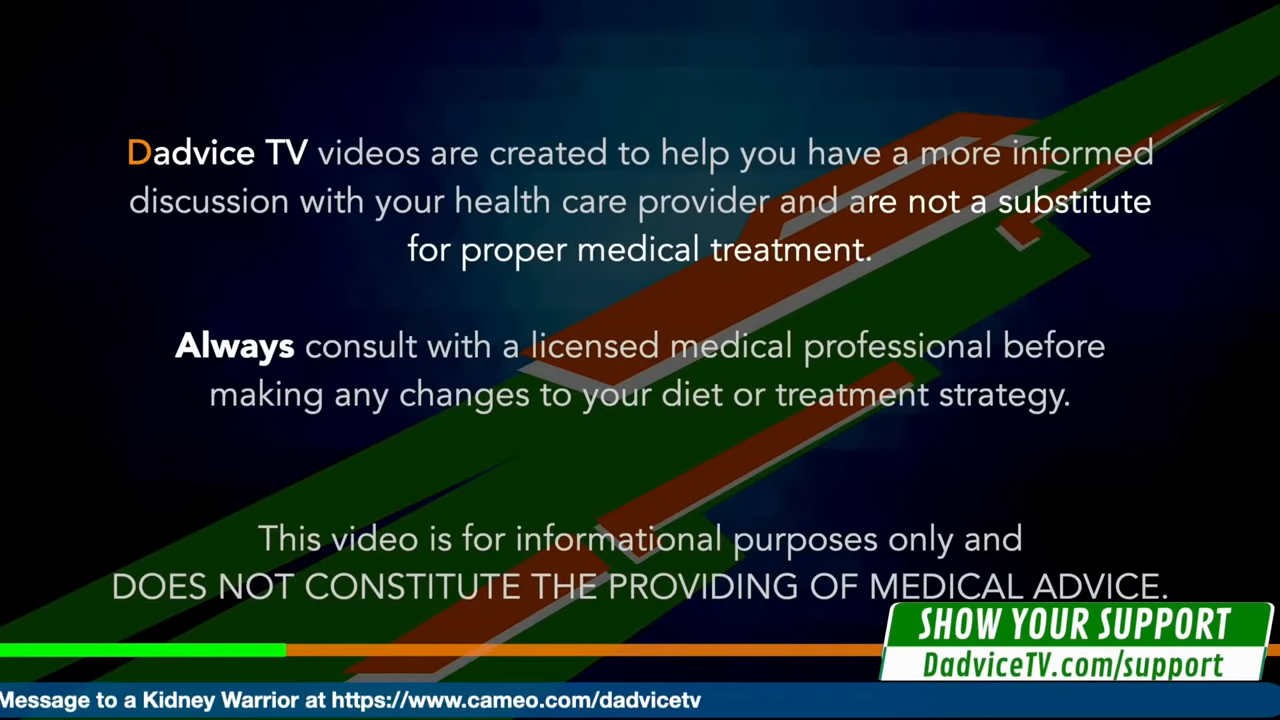 Dadvice TV videos are created to help you have a more informed
discussion with your health care provider and are not a substitute
for proper medical treatment.
Always consult with a licensed medical professional before
making any changes to your diet or treatment strategy.
This video is for informational purposes only and
DOES NOT CONSTITUTE THE PROVIDING OF MEDICAL ADVICE.
SHOW YOUR SUPPORT
DadviceTV.com/support
Message to a Kidney Warrior at https://www.cameo.com/dadvicetv